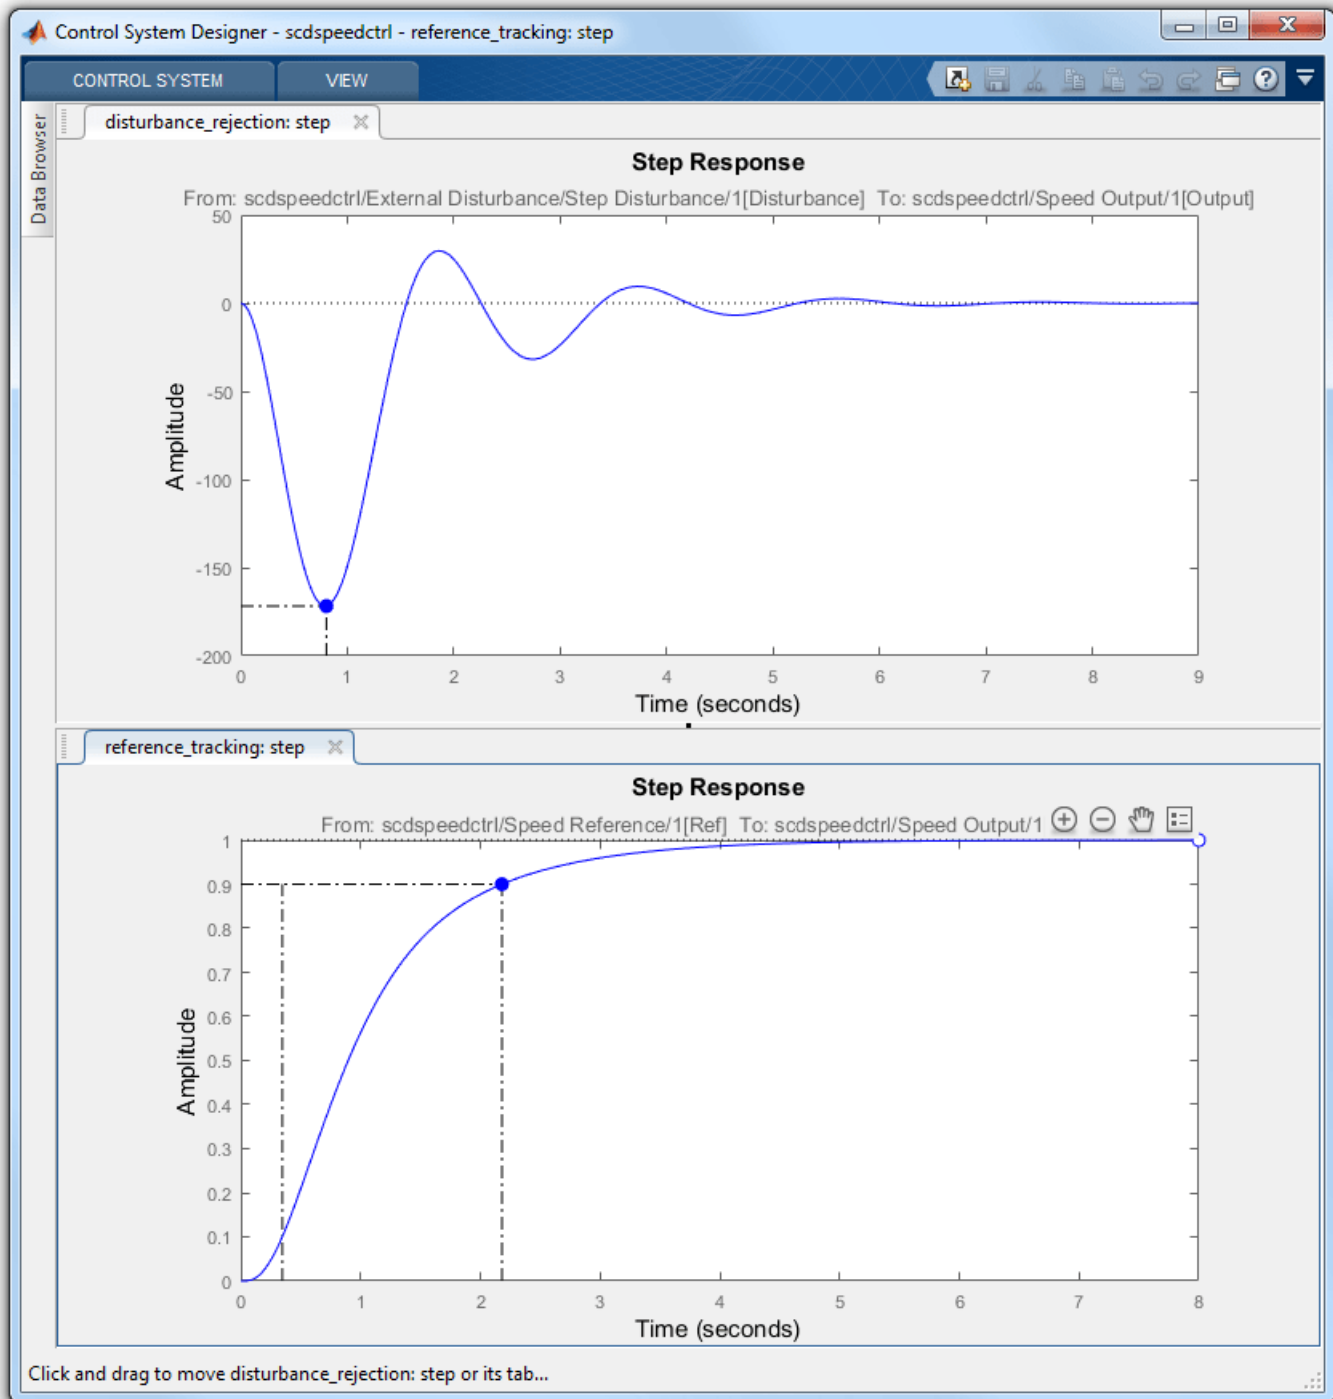 Control System Designer - scdspeedctrl - reference_tracking: step
CONTROL SYSTEM
VIEW
Data Browser
disturbance_rejection: step
Step Response
From: scdspeedctrl/External Disturbance/Step Disturbance/1[Disturbance]  To: scdspeedctrl/Speed Output/1[Output]
Amplitude
50
0
-50
-100
-150
-200
0 1 2 3 4 5 6 7 8 9
Time (seconds)
reference_tracking: step
Step Response
From: scdspeedctrl/Speed Reference/1[Ref]  To: scdspeedctrl/Speed Output/1
Amplitude
1
0.9
0.8
0.7
0.6
0.5
0.4
0.3
0.2
0.1
0
0 1 2 3 4 5 6 7 8
Time (seconds)
Click and drag to move disturbance_rejection: step or its tab...